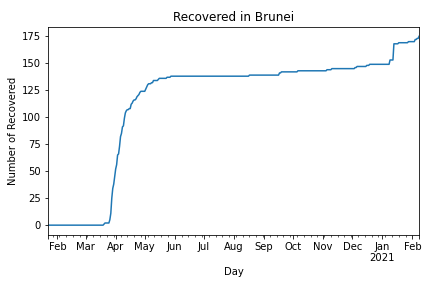 Recovered in Brunei
Number of Recovered
175
150
125
100
75
50
25
0
Feb Mar Apr May Jun Jul Aug Sep Oct Nov Dec Jan Feb
2021
Day